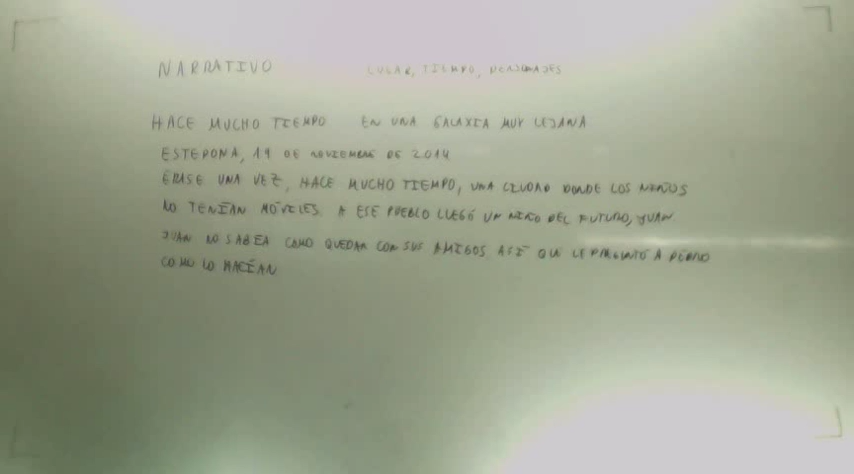 NARRATIVO LUGAR, TIEMPO, PERSONAJES
HACE MUCHO TIEMPO EN UNA GALAXIA MUY LEJANA
ESTEPONA, 19 DE NOVIEMBRE DE 2014
ÉRASE UNA VEZ, HACE MUCHO TIEMPO, UNA CIUDAD DONDE LOS NIÑOS
NO TENÍAN MÓVILES. A ESE PUEBLO LLEGÓ UN NIÑO DEL FUTURO, JUAN.
JUAN NO SABÍA COMO QUEDAR CON SUS AMIGOS ASÍ QUE LE PREGUNTÓ A PEDRO
COMO LO HACÍAN